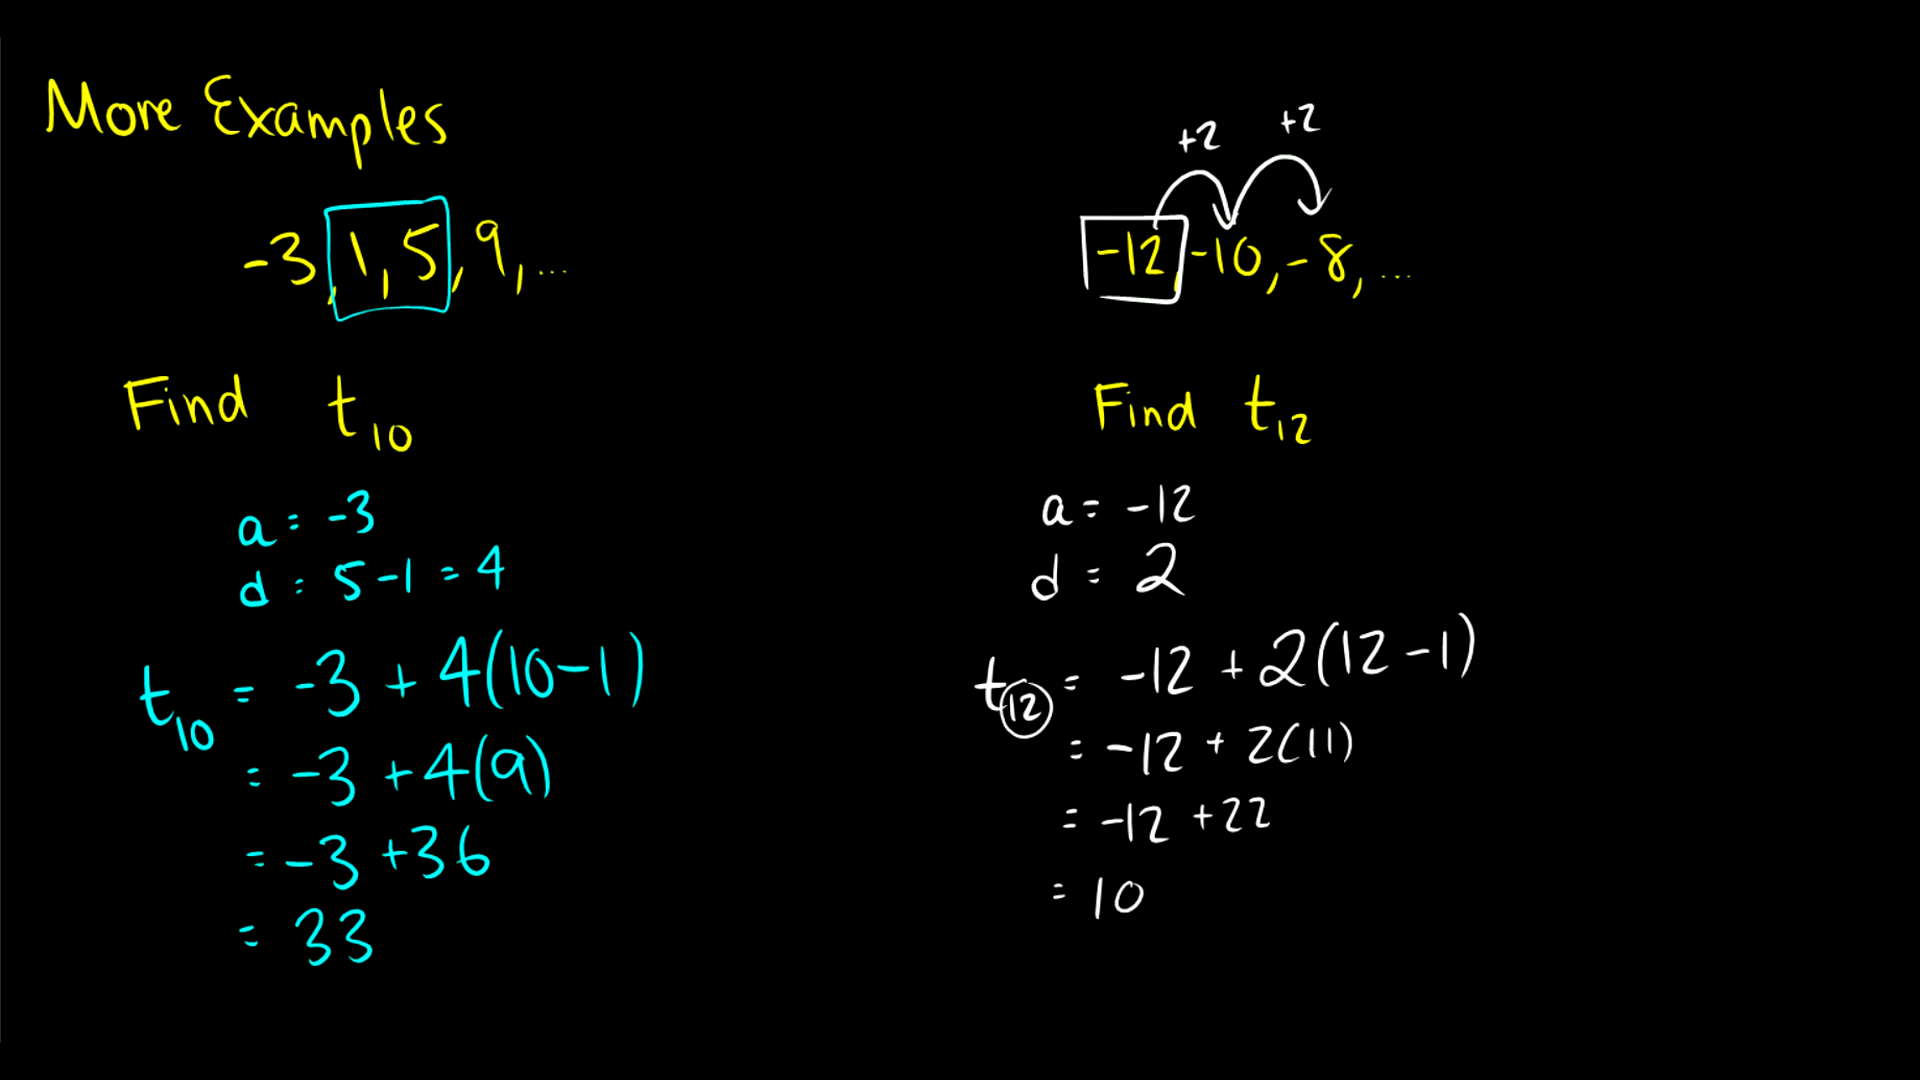 More Examples
-3, 1, 5, 9, ...
Find t₁₀
a = -3
d = 5-1 = 4
t₁₀ = -3 + 4(10-1)
= -3 + 4(9)
= -3 + 36
= 33
+2 +2
-12, -10, -8, ...
Find t₁₂
a = -12
d = 2
t₁₂ = -12 + 2(12-1)
= -12 + 2(11)
= -12 + 22
= 10